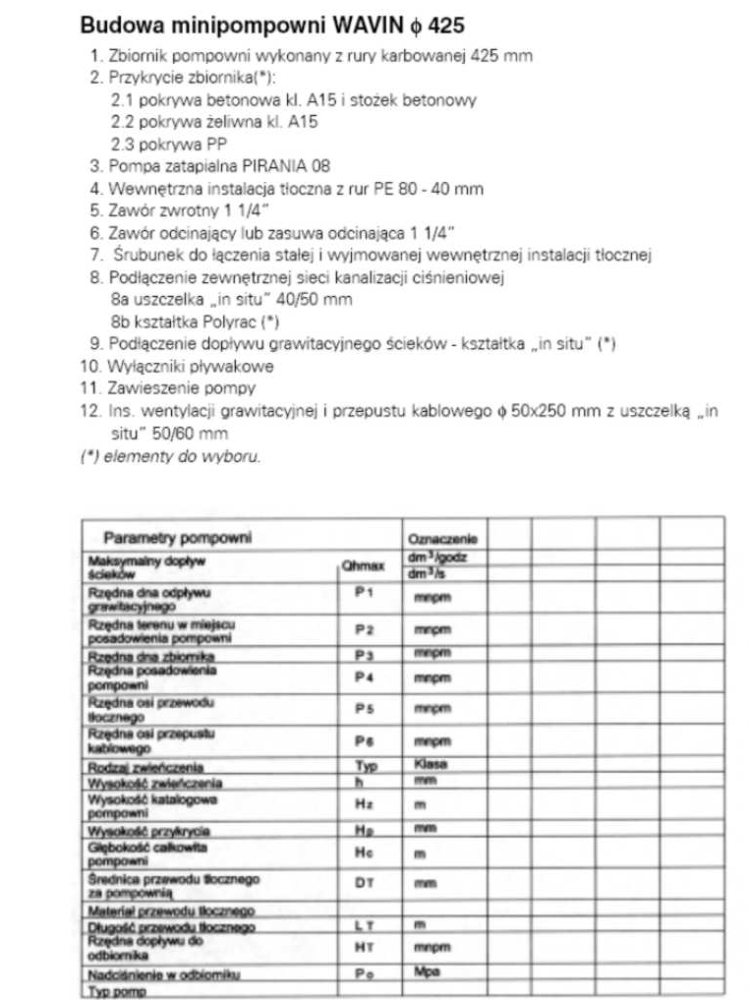 Budowa minipompowni WAVIN ϕ 425
1. Zbiornik pompowni wykonany z rury karbowanej 425 mm
2. Przykrycie zbiornika(*):
2.1 pokrywa betonowa kl. A15 i stożek betonowy
2.2 pokrywa żeliwna kl. A15
2.3 pokrywa PP
3. Pompa zatapialna PIRANIA 08
4. Wewnętrzna instalacja tłoczna z rur PE 80 - 40 mm
5. Zawór zwrotny 1 1/4"
6. Zawór odcinający lub zasuwa odcinająca 1 1/4"
7. Śrubunek do łączenia stałej i wyjmowanej wewnętrznej instalacji tłocznej
8. Podłączenie zewnętrznej sieci kanalizacji ciśnieniowej
8a uszczelka „in situ" 40/50 mm
8b kształtka Polyrac (*)
9. Podłączenie dopływu grawitacyjnego ścieków - kształtka „in situ" (*)
10. Wyłączniki pływakowe
11. Zawieszenie pompy
12. Ins. wentylacji grawitacyjnej i przepustu kablowego ϕ 50x250 mm z uszczelką „in
situ" 50/60 mm
(*) elementy do wyboru.
Parametry pompowni Oznaczenie
Maksymalny dopływ
ścieków Qhmax dm³/godz
dm³/s
Rzędna dna odpływu
grawitacyjnego P1 mnpm
Rzędna terenu w miejscu
posadowienia pompowni P2 mnpm
Rzędna dna zbiornika P3 mnpm
Rzędna posadowienia
pompowni P4 mnpm
Rzędna osi przewodu
tłocznego P5 mnpm
Rzędna osi przepustu
kablowego P6 mnpm
Rodzaj zwieńczenia Typ Klasa
Wysokość zwieńczenia h mm
Wysokość katalogowa
pompowni Hz m
Wysokość przykrycia Hp mm
Głębokość całkowita
pompowni Hc m
Średnica przewodu tłocznego
za pompownią DT mm
Materiał przewodu tłocznego
Długość przewodu tłocznego LT m
Rzędna dopływu do
odbiornika HT mnpm
Nadciśnienie w odbiorniku Po Mpa
Typ pomp